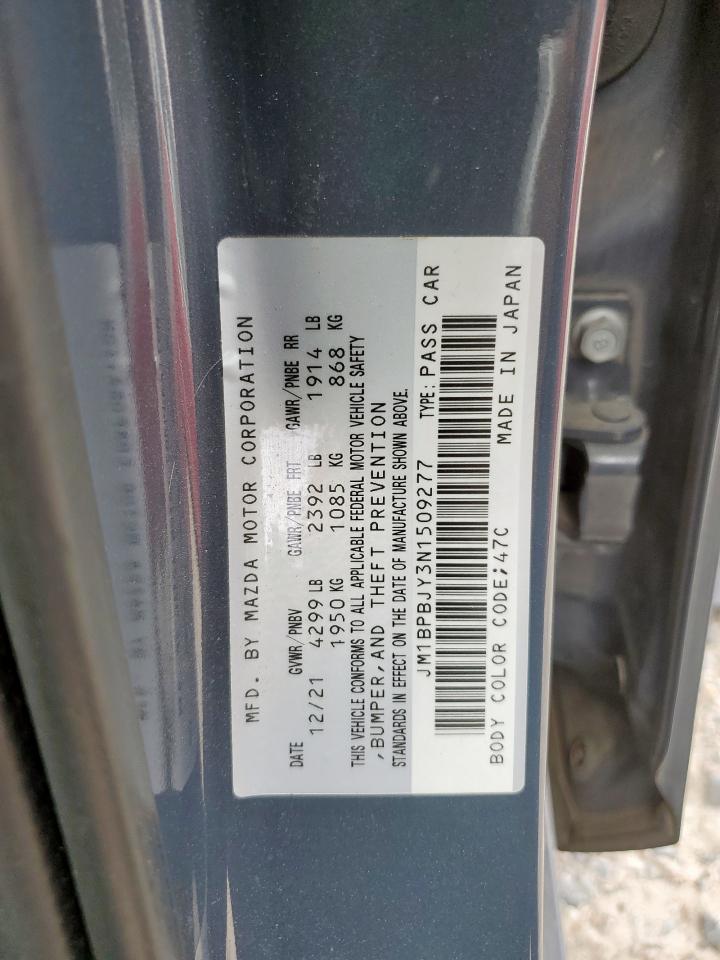 MFD. BY MAZDA MOTOR CORPORATION
DATE GVWR/PNBV GAWR/PNBE FRT GAWR/PNBE RR
12/21 4299 LB 2392 LB 1914 LB
1950 KG 1085 KG 868 KG
THIS VEHICLE CONFORMS TO ALL APPLICABLE FEDERAL MOTOR VEHICLE SAFETY
,BUMPER,AND THEFT PREVENTION
STANDARDS IN EFFECT ON THE DATE OF MANUFACTURE SHOWN ABOVE.
JM1BPBJY3N1509277 TYPE: PASS CAR
BODY COLOR CODE;47C MADE IN JAPAN
8